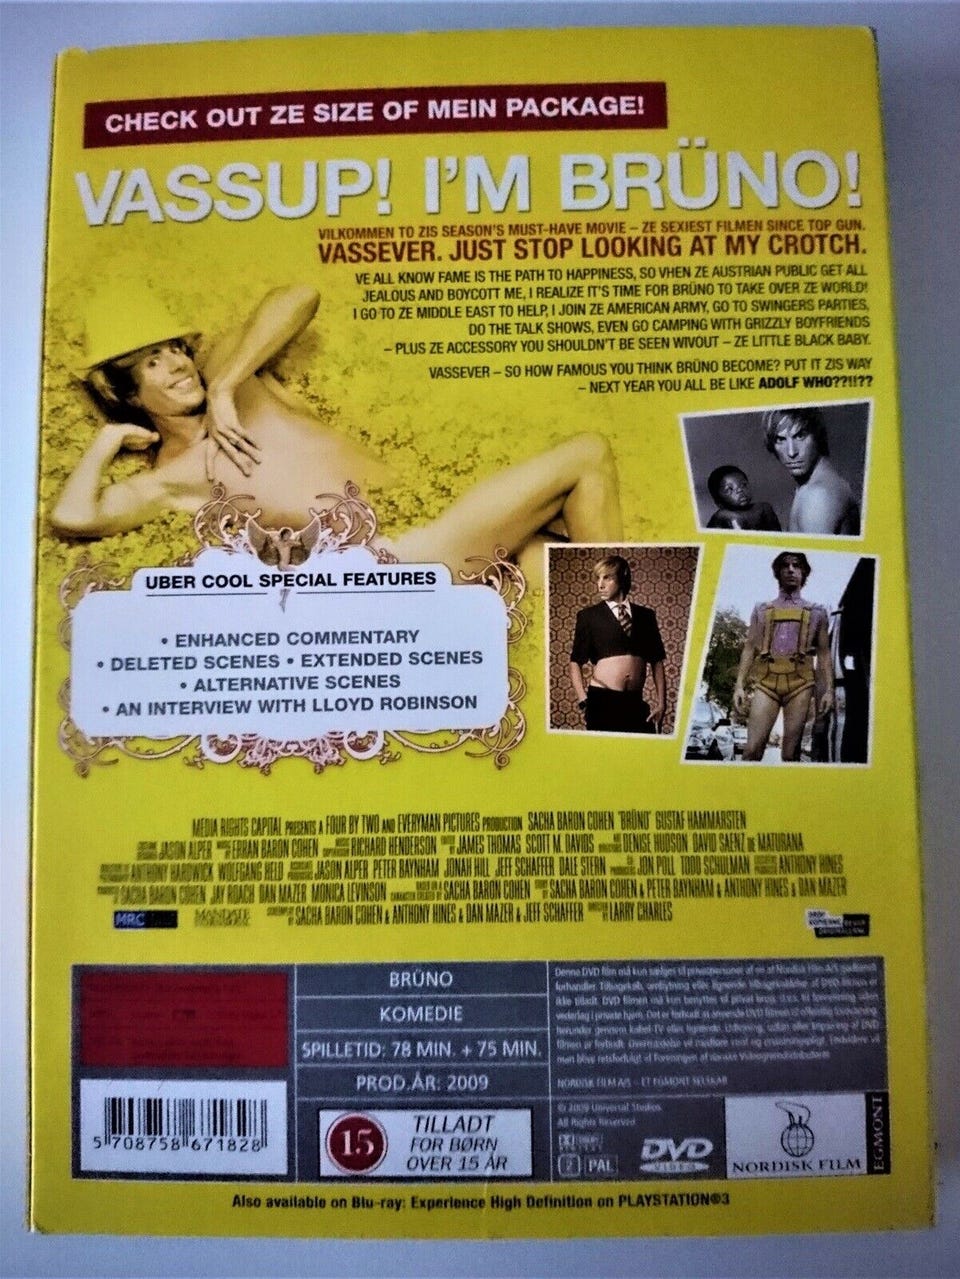 CHECK OUT ZE SIZE OF MEIN PACKAGE!
VASSUP! I'M BRÜNO!
VILKOMMEN TO ZIS SEASON'S MUST-HAVE MOVIE – ZE SEXIEST FILMEN SINCE TOP GUN.
VASSEVER. JUST STOP LOOKING AT MY CROTCH.
VE ALL KNOW FAME IS THE PATH TO HAPPINESS, SO VHEN ZE AUSTRIAN PUBLIC GET ALL
JEALOUS AND BOYCOTT ME, I REALIZE IT'S TIME FOR BRÜNO TO TAKE OVER ZE WORLD!
I GO TO ZE MIDDLE EAST TO HELP, I JOIN ZE AMERICAN ARMY, GO TO SWINGERS PARTIES,
DO THE TALK SHOWS, EVEN GO CAMPING WITH GRIZZLY BOYFRIENDS
– PLUS ZE ACCESSORY YOU SHOULDN'T BE SEEN WIVOUT – ZE LITTLE BLACK BABY.
VASSEVER – SO HOW FAMOUS YOU THINK BRÜNO BECOME? PUT IT ZIS WAY
– NEXT YEAR YOU ALL BE LIKE ADOLF WHO??!!??
UBER COOL SPECIAL FEATURES
• ENHANCED COMMENTARY
• DELETED SCENES • EXTENDED SCENES
• ALTERNATIVE SCENES
• AN INTERVIEW WITH LLOYD ROBINSON
MEDIA RIGHTS CAPITAL PRESENTS A FOUR BY TWO AND EVERYMAN PICTURES PRODUCTION SACHA BARON COHEN "BRÜNO" GUSTAF HAMMARSTEN
JASON ALPER ERRAN BARON COHEN RICHARD HENDERSON JAMES THOMAS SCOTT M. DAVIDS DENISE HUDSON DAVID SAENZ DE MATURANA
ANTHONY HARDWICK WOLFGANG HELD JASON ALPER PETER BAYNHAM JONAH HILL JEFF SCHAFFER DALE STERN JON POLL TODD SCHULMAN ANTHONY HINES
SACHA BARON COHEN JAY ROACH DAN MAZER MONICA LEVINSON SACHA BARON COHEN SACHA BARON COHEN & PETER BAYNHAM & ANTHONY HINES & DAN MAZER
SACHA BARON COHEN & ANTHONY HINES & DAN MAZER & JEFF SCHAFFER LARRY CHARLES
MRC
MANDATE
BRÜNO
KOMEDIE
SPILLETID: 78 MIN. + 75 MIN.
PROD.ÅR: 2009
5 708758 671828
15
TILLADT
FOR BØRN
OVER 15 ÅR
NORDISK FILM A/S – ET EGMONT SELSKAB
© 2009 Universal Studios
All Rights Reserved
2 PAL
DVD
VIDEO
NORDISK FILM
EGMONT
Also available on Blu-ray: Experience High Definition on PLAYSTATION®3